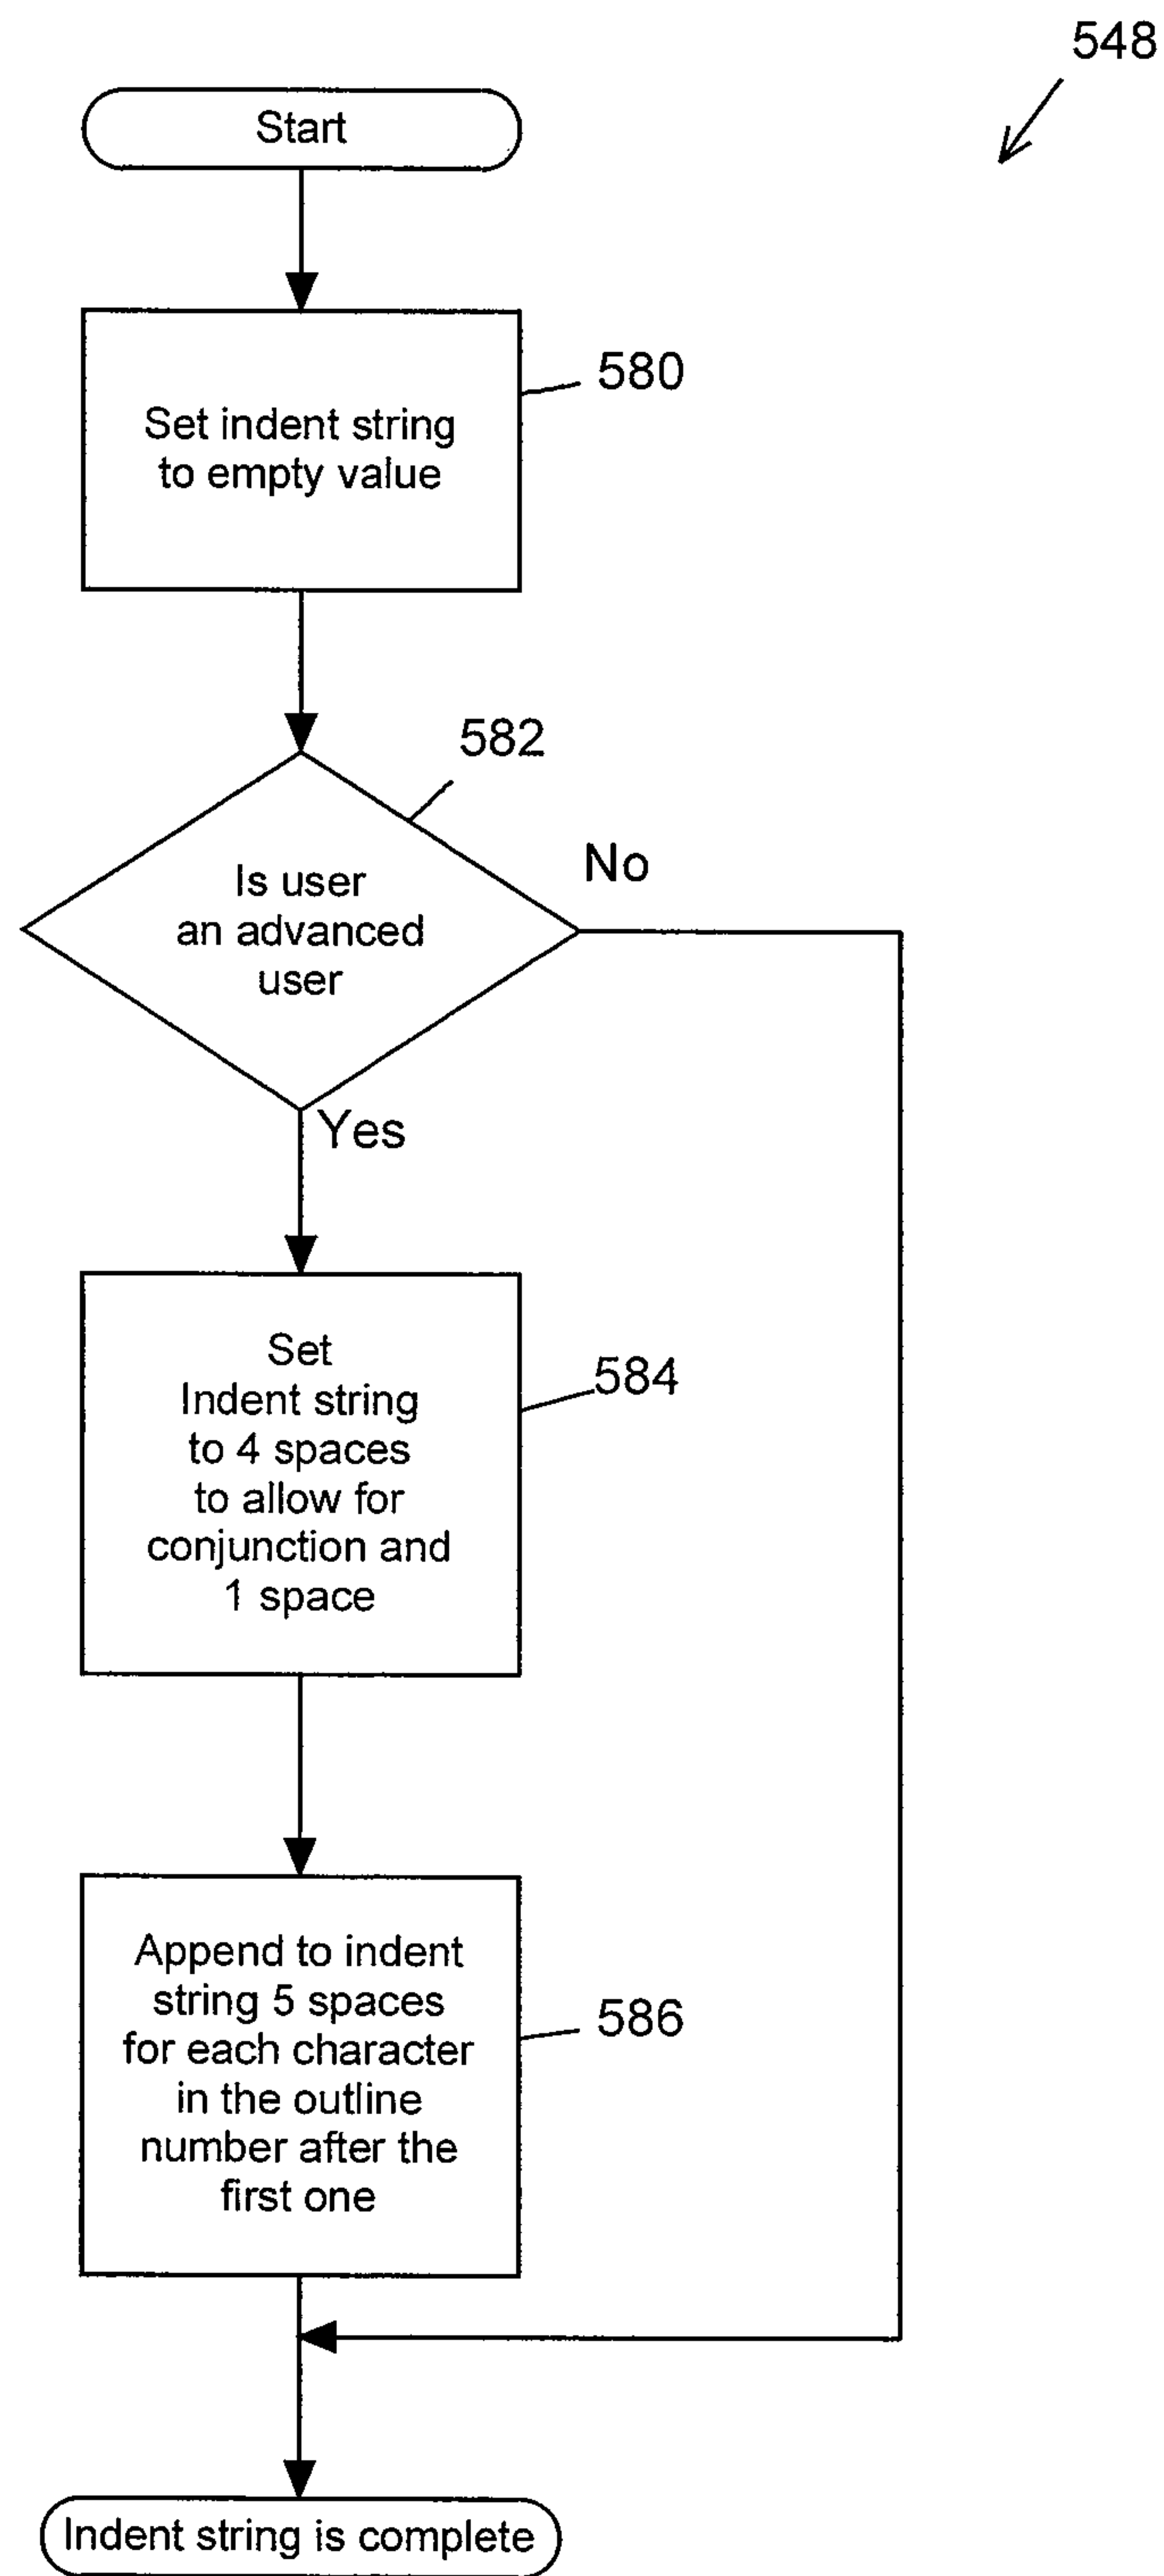 548
Start
580
Set indent string
to empty value
582
Is user
an advanced
user
No
Yes
Set
Indent string
to 4 spaces
to allow for
conjunction and
1 space
584
Append to indent
string 5 spaces
for each character
in the outline
number after the
first one
586
Indent string is complete